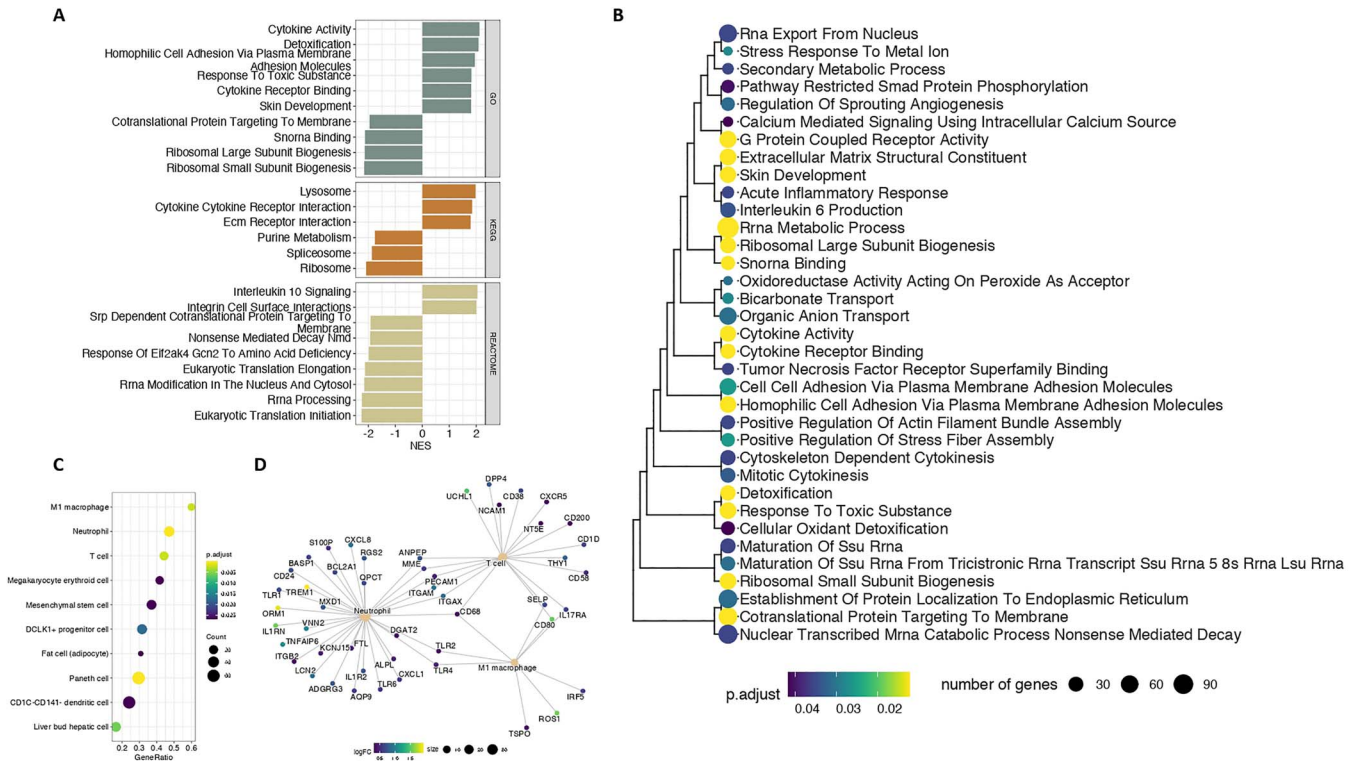 A
Cytokine Activity
Detoxification
Homophilic Cell Adhesion Via Plasma Membrane
Adhesion Molecules
Response To Toxic Substance
Cytokine Receptor Binding
Skin Development
Cotranslational Protein Targeting To Membrane
Snorna Binding
Ribosomal Large Subunit Biogenesis
Ribosomal Small Subunit Biogenesis
GO
Lysosome
Cytokine Cytokine Receptor Interaction
Ecm Receptor Interaction
Purine Metabolism
Spliceosome
Ribosome
KEGG
Interleukin 10 Signaling
Integrin Cell Surface Interactions
Srp Dependent Cotranslational Protein Targeting To
Membrane
Nonsense Mediated Decay Nmd
Response Of Eif2ak4 Gcn2 To Amino Acid Deficiency
Eukaryotic Translation Elongation
Rrna Modification In The Nucleus And Cytosol
Rrna Processing
Eukaryotic Translation Initiation
REACTOME
-2 -1 0 1 2
NES
B
Rna Export From Nucleus
Stress Response To Metal Ion
Secondary Metabolic Process
Pathway Restricted Smad Protein Phosphorylation
Regulation Of Sprouting Angiogenesis
Calcium Mediated Signaling Using Intracellular Calcium Source
G Protein Coupled Receptor Activity
Extracellular Matrix Structural Constituent
Skin Development
Acute Inflammatory Response
Interleukin 6 Production
Rrna Metabolic Process
Ribosomal Large Subunit Biogenesis
Snorna Binding
Oxidoreductase Activity Acting On Peroxide As Acceptor
Bicarbonate Transport
Organic Anion Transport
Cytokine Activity
Cytokine Receptor Binding
Tumor Necrosis Factor Receptor Superfamily Binding
Cell Cell Adhesion Via Plasma Membrane Adhesion Molecules
Homophilic Cell Adhesion Via Plasma Membrane Adhesion Molecules
Positive Regulation Of Actin Filament Bundle Assembly
Positive Regulation Of Stress Fiber Assembly
Cytoskeleton Dependent Cytokinesis
Mitotic Cytokinesis
Detoxification
Response To Toxic Substance
Cellular Oxidant Detoxification
Maturation Of Ssu Rrna
Maturation Of Ssu Rrna From Tricistronic Rrna Transcript Ssu Rrna 5 8s Rrna Lsu Rrna
Ribosomal Small Subunit Biogenesis
Establishment Of Protein Localization To Endoplasmic Reticulum
Cotranslational Protein Targeting To Membrane
Nuclear Transcribed Mrna Catabolic Process Nonsense Mediated Decay
p.adjust
0.04 0.03 0.02
number of genes 30 60 90
C
M1 macrophage
Neutrophil
T cell
Megakaryocyte erythroid cell
Mesenchymal stem cell
DCLK1+ progenitor cell
Fat cell (adipocyte)
Paneth cell
CD1C-CD141- dendritic cell
Liver bud hepatic cell
0.2 0.3 0.4 0.5 0.6
GeneRatio
p.adjust
Count
D
DPP4
UCHL1
CD38
CXCR5
NCAM1
NT5E
CD200
CD1D
THY1
CD58
T cell
S100P
CXCL8
RGS2
ANPEP
MME
BASP1
BCL2A1
CD24
OPCT
PECAM1
ITGAM
ITGAX
TLR1
TREM1
MXD1
Neutrophil
ORM1
IL1RN
VNN2
TNFAIP6
ITGB2
KCNJ15
FTL
LCN2
ADGRG3
IL1R2
AQP9
ALPL
TLR6
CXCL1
DGAT2
CD68
TLR2
TLR4
SELP
IL17RA
CD80
M1 macrophage
IRF5
ROS1
TSPO
logFC
size